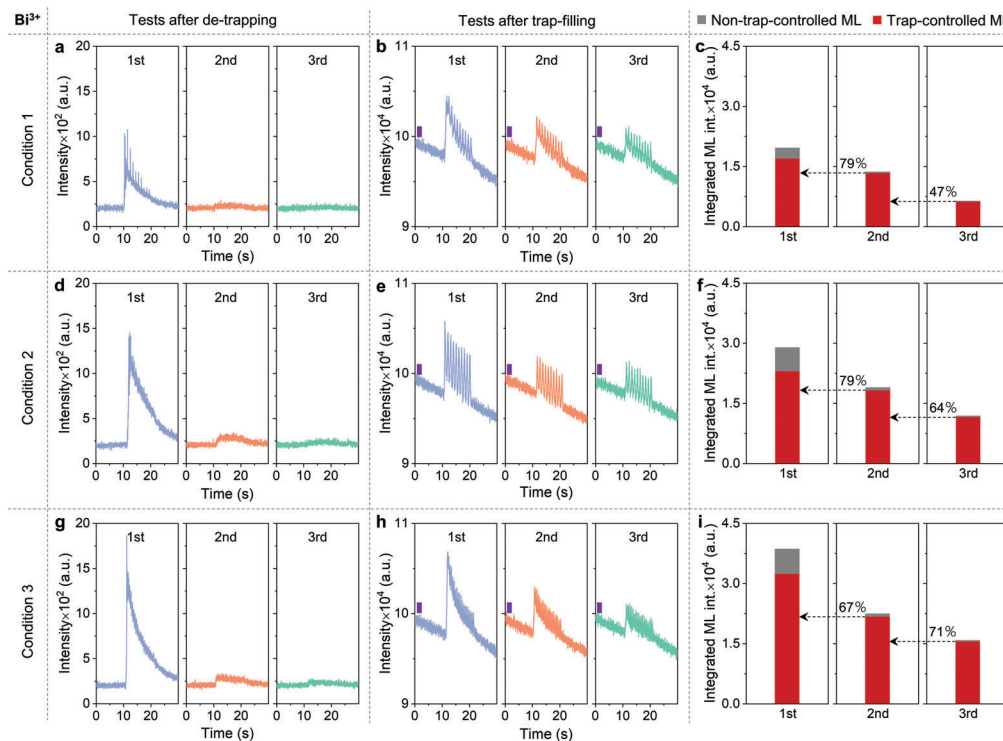 Bi³⁺
Tests after de-trapping
Tests after trap-filling
Non-trap-controlled ML
Trap-controlled M
Condition 1
a
Intensity×10² (a.u.)
20
15
10
5
0
1st
2nd
3rd
0 10 20 0 10 20 0 10 20
Time (s)
b
Intensity×10⁴ (a.u.)
11
10
9
1st
2nd
3rd
0 10 20 0 10 20 0 10 20
Time (s)
c
Integrated ML int.×10⁴ (a.u.)
4.5
3.0
1.5
0.0
79%
47%
1st
2nd
3rd
Condition 2
d
Intensity×10² (a.u.)
20
15
10
5
0
1st
2nd
3rd
0 10 20 0 10 20 0 10 20
Time (s)
e
Intensity×10⁴ (a.u.)
11
10
9
1st
2nd
3rd
0 10 20 0 10 20 0 10 20
Time (s)
f
Integrated ML int.×10⁴ (a.u.)
4.5
3.0
1.5
0.0
79%
64%
1st
2nd
3rd
Condition 3
g
Intensity×10² (a.u.)
20
15
10
5
0
1st
2nd
3rd
0 10 20 0 10 20 0 10 20
Time (s)
h
Intensity×10⁴ (a.u.)
11
10
9
1st
2nd
3rd
0 10 20 0 10 20 0 10 20
Time (s)
i
Integrated ML int.×10⁴ (a.u.)
4.5
3.0
1.5
0.0
67%
71%
1st
2nd
3rd